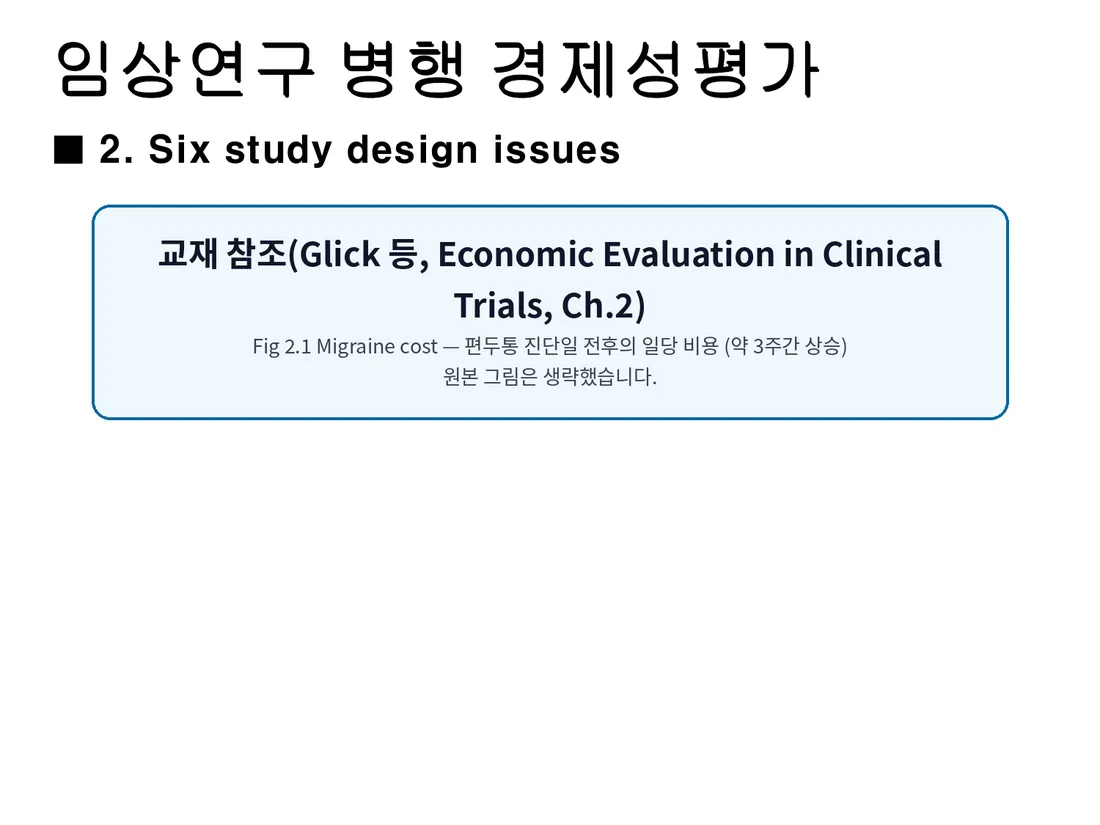 임상연구 병행 경제성평가
■ 2. Six study design issues
교재 참조(Glick 등, Economic Evaluation in Clinical
Trials, Ch.2)
Fig 2.1 Migraine cost — 편두통 진단일 전후의 일당 비용 (약 3주간 상승)
원본 그림은 생략했습니다.